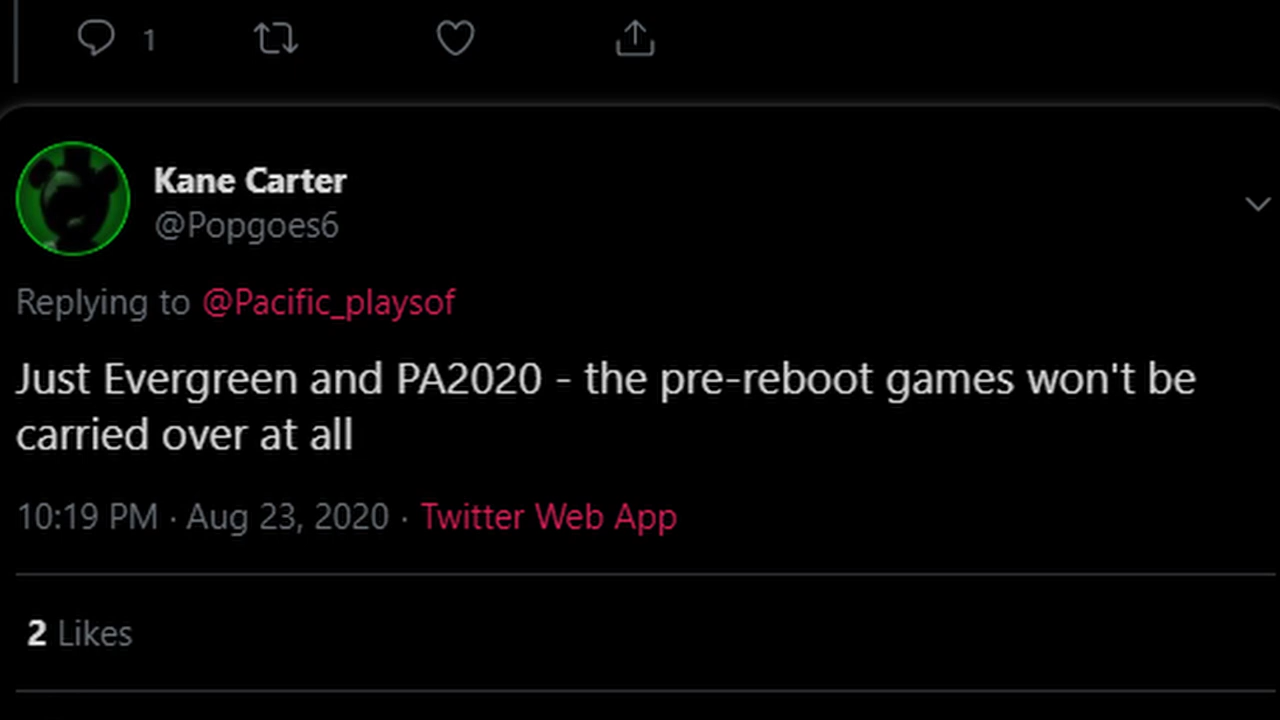 1
Kane Carter
@Popgoes6
Replying to @Pacific_playsof
Just Evergreen and PA2020 - the pre-reboot games won't be
carried over at all
10:19 PM · Aug 23, 2020 · Twitter Web App
2 Likes